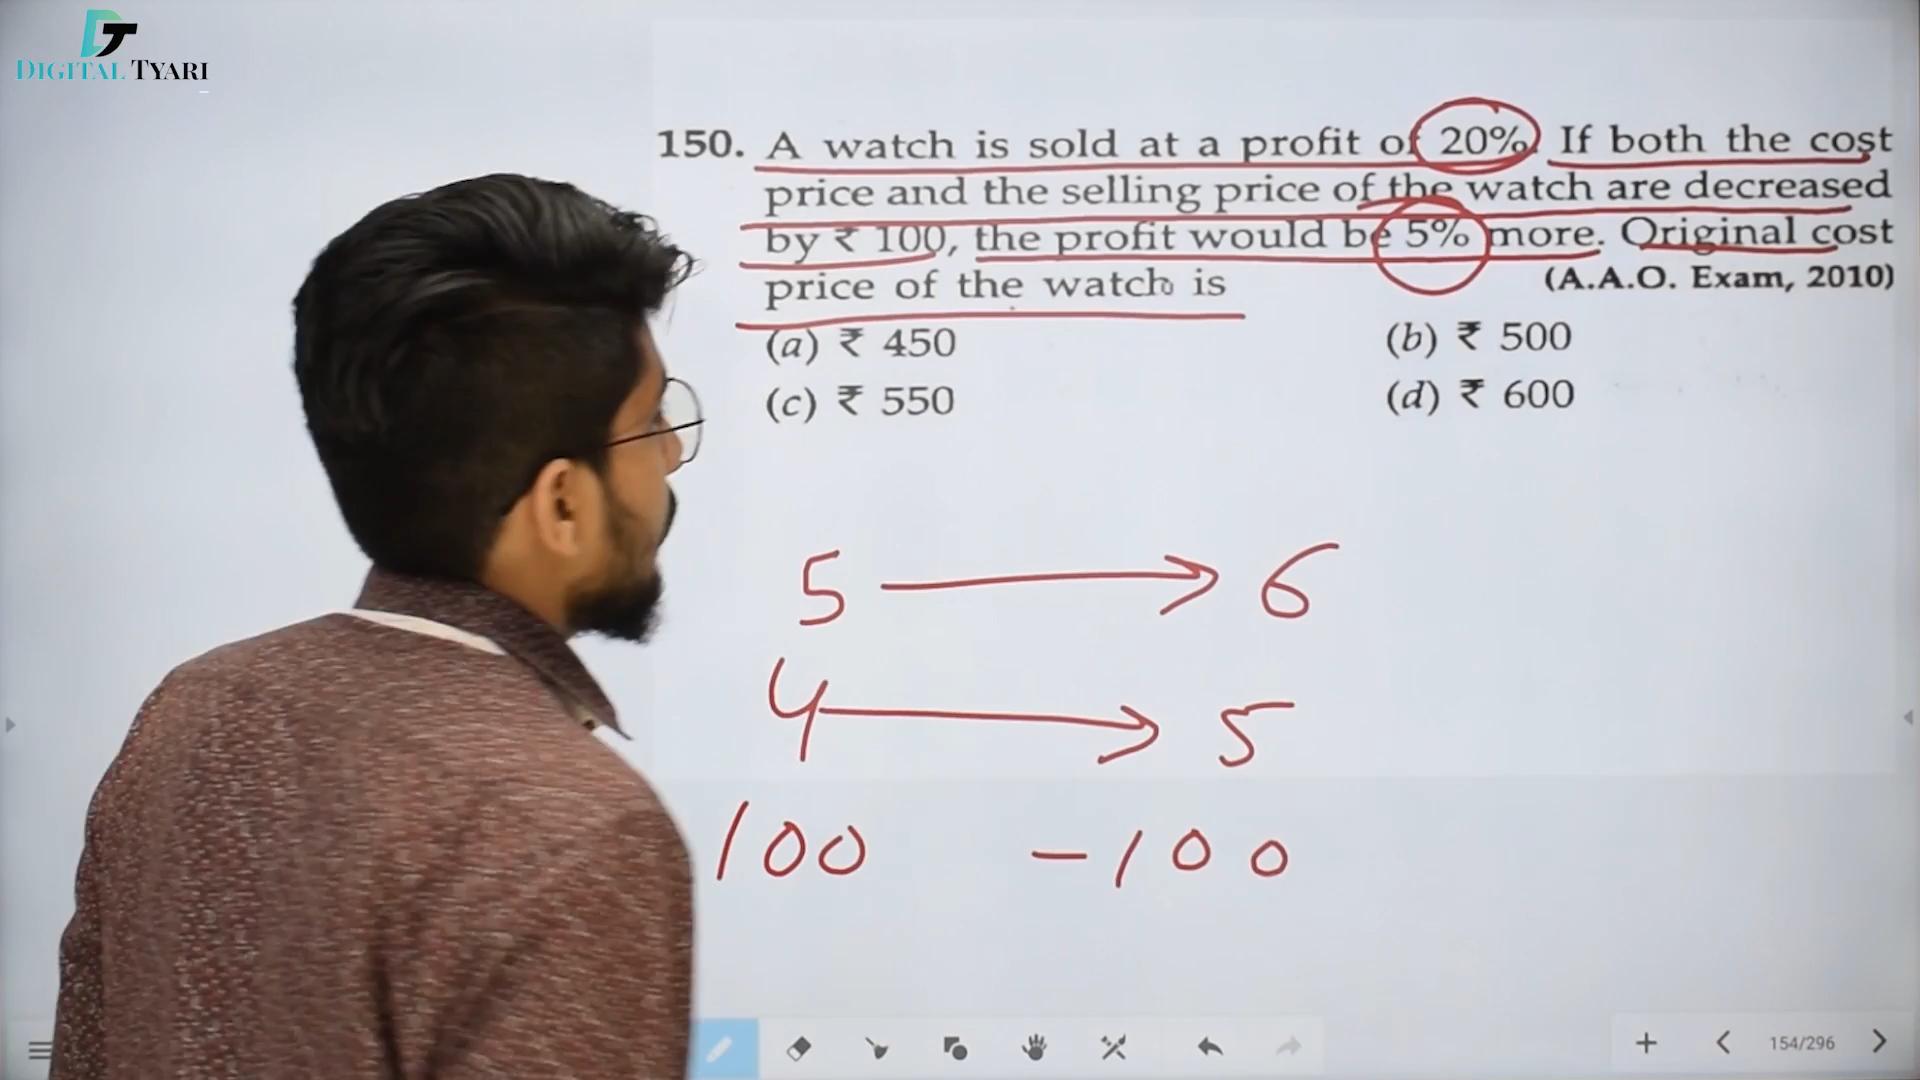 DIGITAL TYARI
150. A watch is sold at a profit of 20%. If both the cost
price and the selling price of the watch are decreased
by ₹ 100, the profit would be 5% more. Original cost
price of the watch is
(A.A.O. Exam, 2010)
(a) ₹ 450 (b) ₹ 500
(c) ₹ 550 (d) ₹ 600
5 → 6
4 → 5
100 -100
154/296